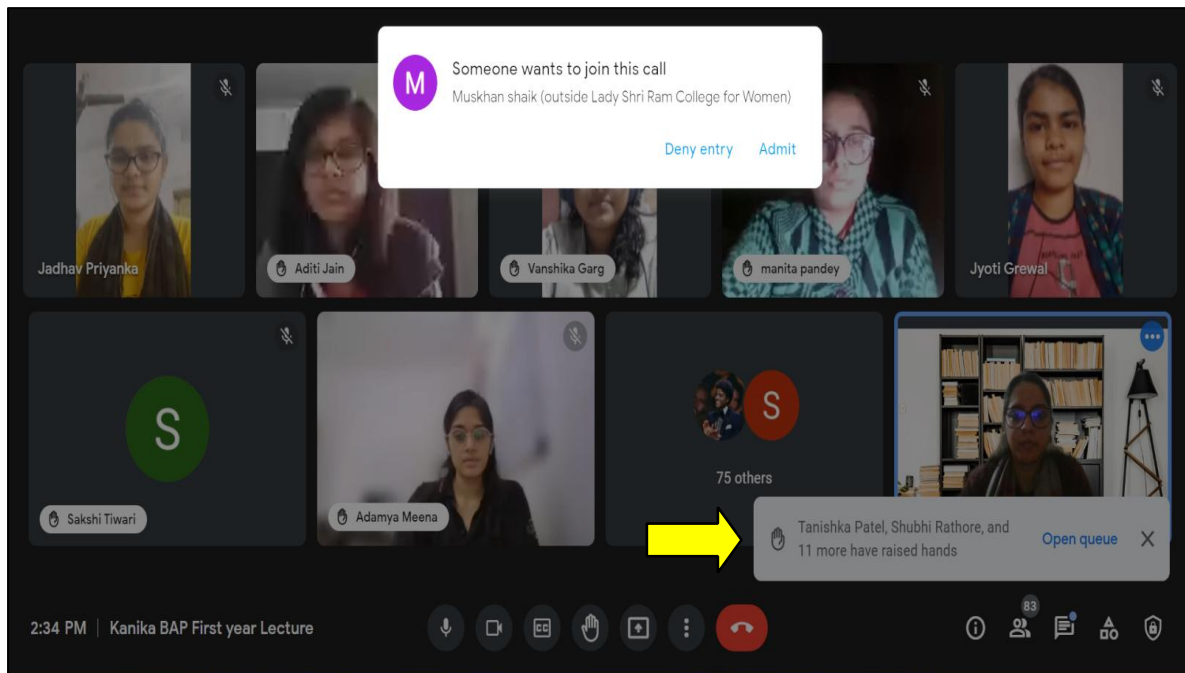 Someone wants to join this call
M
Muskhan shaik (outside Lady Shri Ram College for Women)
Deny entry Admit
Jadhav Priyanka
Aditi Jain
Vanshika Garg
manita pandey
Jyoti Grewal
S
Sakshi Tiwari
Adamya Meena
S
75 others
Tanishka Patel, Shubhi Rathore, and
11 more have raised hands
Open queue
2:34 PM | Kanika BAP First year Lecture
CC
83